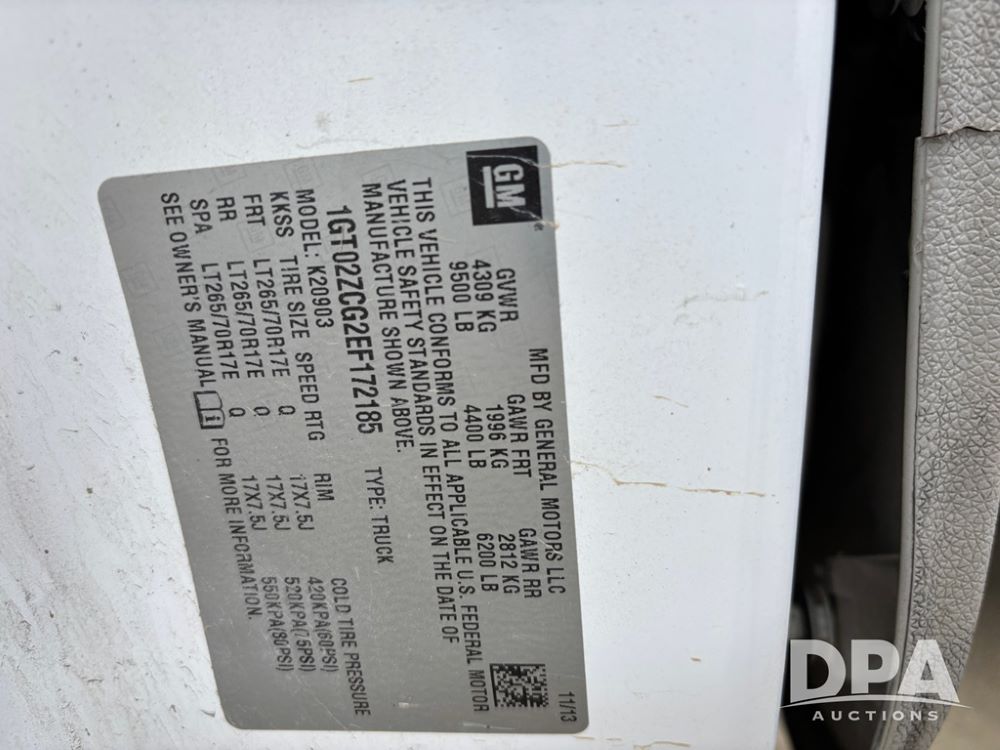 GM
MFD BY GENERAL MOTORS LLC
11/13
GVWR GAWR FRT GAWR RR
4309 KG 1996 KG 2812 KG
9500 LB 4400 LB 6200 LB
THIS VEHICLE CONFORMS TO ALL APPLICABLE U.S. FEDERAL MOTOR
VEHICLE SAFETY STANDARDS IN EFFECT ON THE DATE OF
MANUFACTURE SHOWN ABOVE.
1GT02ZCG2EF172185 TYPE: TRUCK
MODEL: K20903
KKSS TIRE SIZE SPEED RTG RIM COLD TIRE PRESSURE
FRT LT265/70R17E Q 17X7.5J 420KPA(60PSI)
RR LT265/70R17E Q 17X7.5J 520KPA(75PSI)
SPA LT265/70R17E Q 17X7.5J 550KPA(80PSI)
SEE OWNER'S MANUAL FOR MORE INFORMATION.
DPA
AUCTIONS